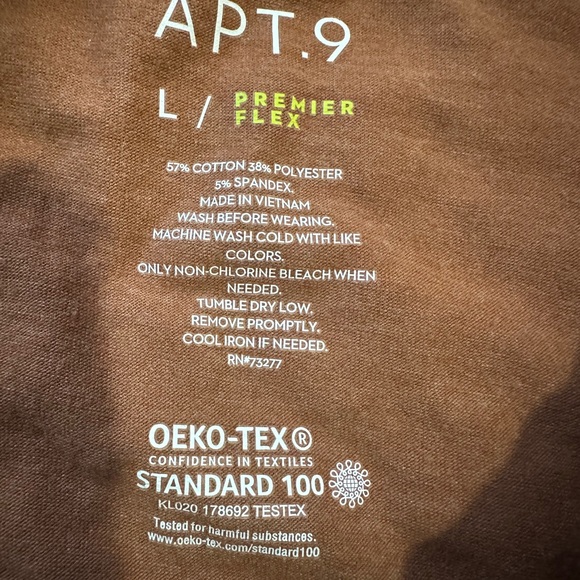 APT.9
L / PREMIER
FLEX
57% COTTON 38% POLYESTER
5% SPANDEX.
MADE IN VIETNAM
WASH BEFORE WEARING.
MACHINE WASH COLD WITH LIKE
COLORS.
ONLY NON-CHLORINE BLEACH WHEN
NEEDED.
TUMBLE DRY LOW.
REMOVE PROMPTLY.
COOL IRON IF NEEDED.
RN#73277
OEKO-TEX®
CONFIDENCE IN TEXTILES
STANDARD 100
KL020 178692 TESTEX
Tested for harmful substances.
www.oeko-tex.com/standard100